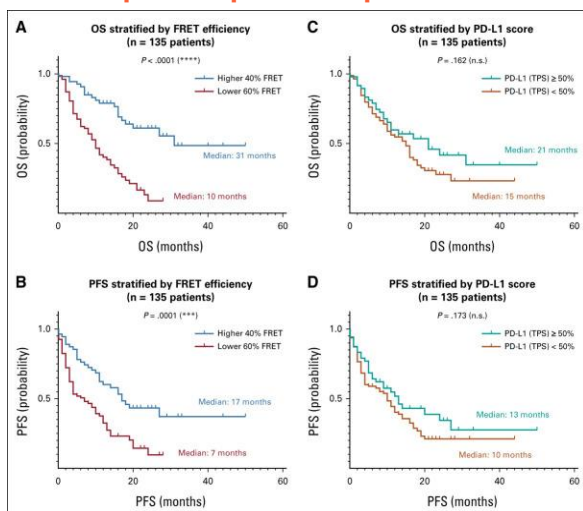 A
OS stratified by FRET efficiency
(n = 135 patients)
P < .0001 (****)
Higher 40% FRET
Lower 60% FRET
OS (probability)
1.0
0.5
Median: 31 months
Median: 10 months
0 20 40 60
OS (months)
C
OS stratified by PD-L1 score
(n = 135 patients)
P = .162 (n.s.)
PD-L1 (TPS) ≥ 50%
PD-L1 (TPS) < 50%
OS (probability)
1.0
0.5
Median: 21 months
Median: 15 months
0 20 40 60
OS (months)
B
PFS stratified by FRET efficiency
(n = 135 patients)
P = .0001 (***)
Higher 40% FRET
Lower 60% FRET
PFS (probability)
1.0
0.5
Median: 17 months
Median: 7 months
0 20 40 60
PFS (months)
D
PFS stratified by PD-L1 score
(n = 135 patients)
P = .173 (n.s.)
PD-L1 (TPS) ≥ 50%
PD-L1 (TPS) < 50%
PFS (probability)
1.0
0.5
Median: 13 months
Median: 10 months
0 20 40 60
PFS (months)